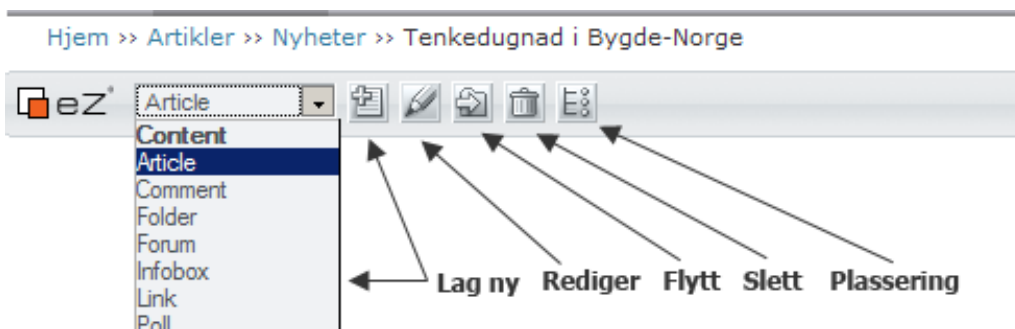 Hjem >> Artikler >> Nyheter >> Tenkedugnad i Bygde-Norge
eZ Article
Content
Article
Comment
Folder
Forum
Infobox
Link
Poll
Lag ny Rediger Flytt Slett Plassering